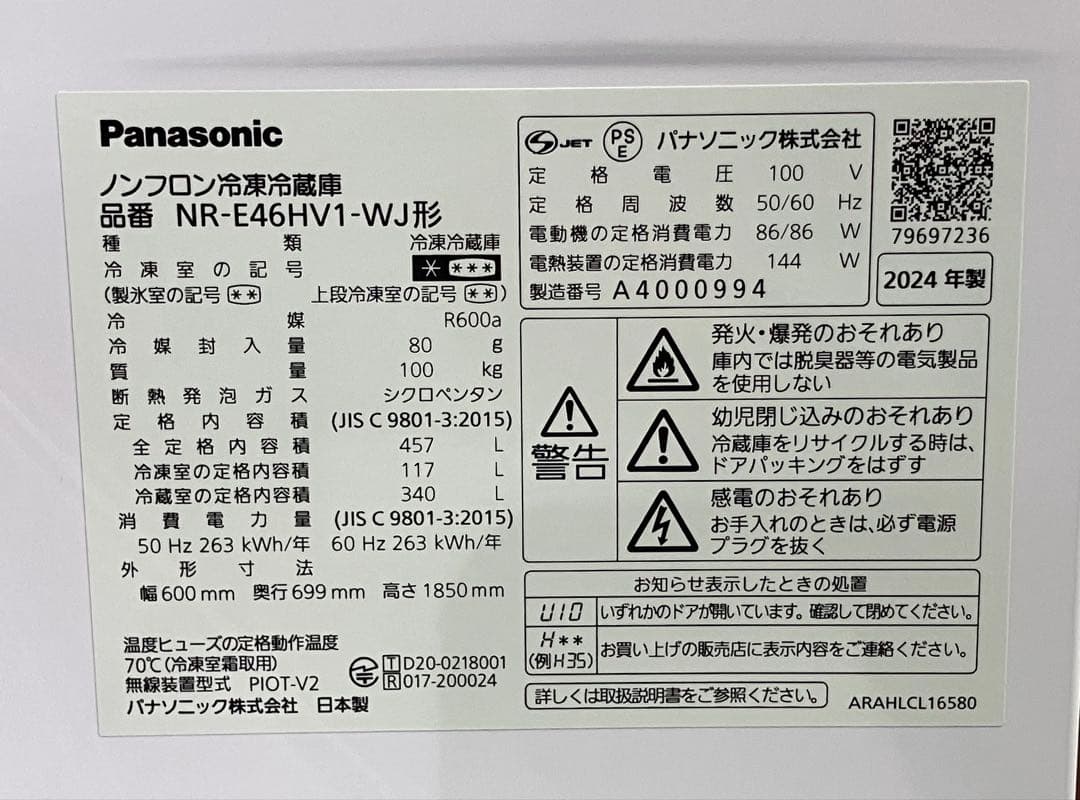 Panasonic
ノンフロン冷凍冷蔵庫
品番 NR-E46HV1-WJ形
種類 冷凍冷蔵庫
冷凍室の記号 * ***
(製氷室の記号 ** 上段冷凍室の記号 **)
冷媒 R600a
冷媒封入量 80 g
質量 100 kg
断熱発泡ガス シクロペンタン
定格内容積 (JIS C 9801-3:2015)
全定格内容積 457 L
冷凍室の定格内容積 117 L
冷蔵室の定格内容積 340 L
消費電力量 (JIS C 9801-3:2015)
50 Hz 263 kWh/年 60 Hz 263 kWh/年
外形寸法
幅600 mm 奥行699 mm 高さ1850 mm
温度ヒューズの定格動作温度
70℃(冷凍室霜取用)
無線装置型式 PIOT-V2
パナソニック株式会社 日本製
T D20-0218001
R 017-200024
S JET PSE パナソニック株式会社
定格電圧 100 V
定格周波数 50/60 Hz
電動機の定格消費電力 86/86 W
電熱装置の定格消費電力 144 W
製造番号 A4000994
79697236
2024 年製
警告
発火・爆発のおそれあり
庫内では脱臭器等の電気製品
を使用しない
幼児閉じ込みのおそれあり
冷蔵庫をリサイクルする時は、
ドアパッキングをはずす
感電のおそれあり
お手入れのときは、必ず電源
プラグを抜く
お知らせ表示したときの処置
U10 いずれかのドアが開いています。確認して閉めてください。
H**
(例H35) お買い上げの販売店に表示内容をご連絡ください。
詳しくは取扱説明書をご参照ください。
ARAHLCL16580